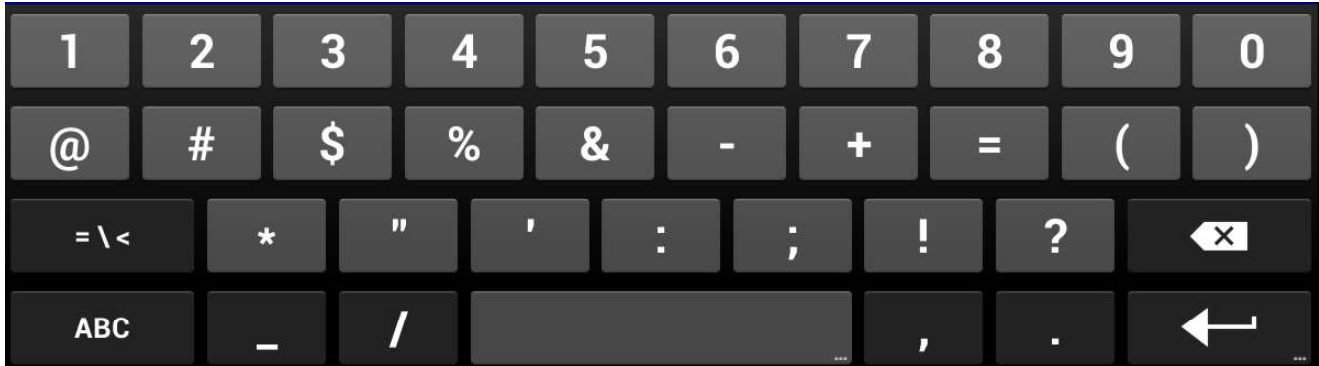 1 2 3 4 5 6 7 8 9 0
@ # $ % & - + = ( )
=\< * " ' : ; ! ?
ABC _ / , .